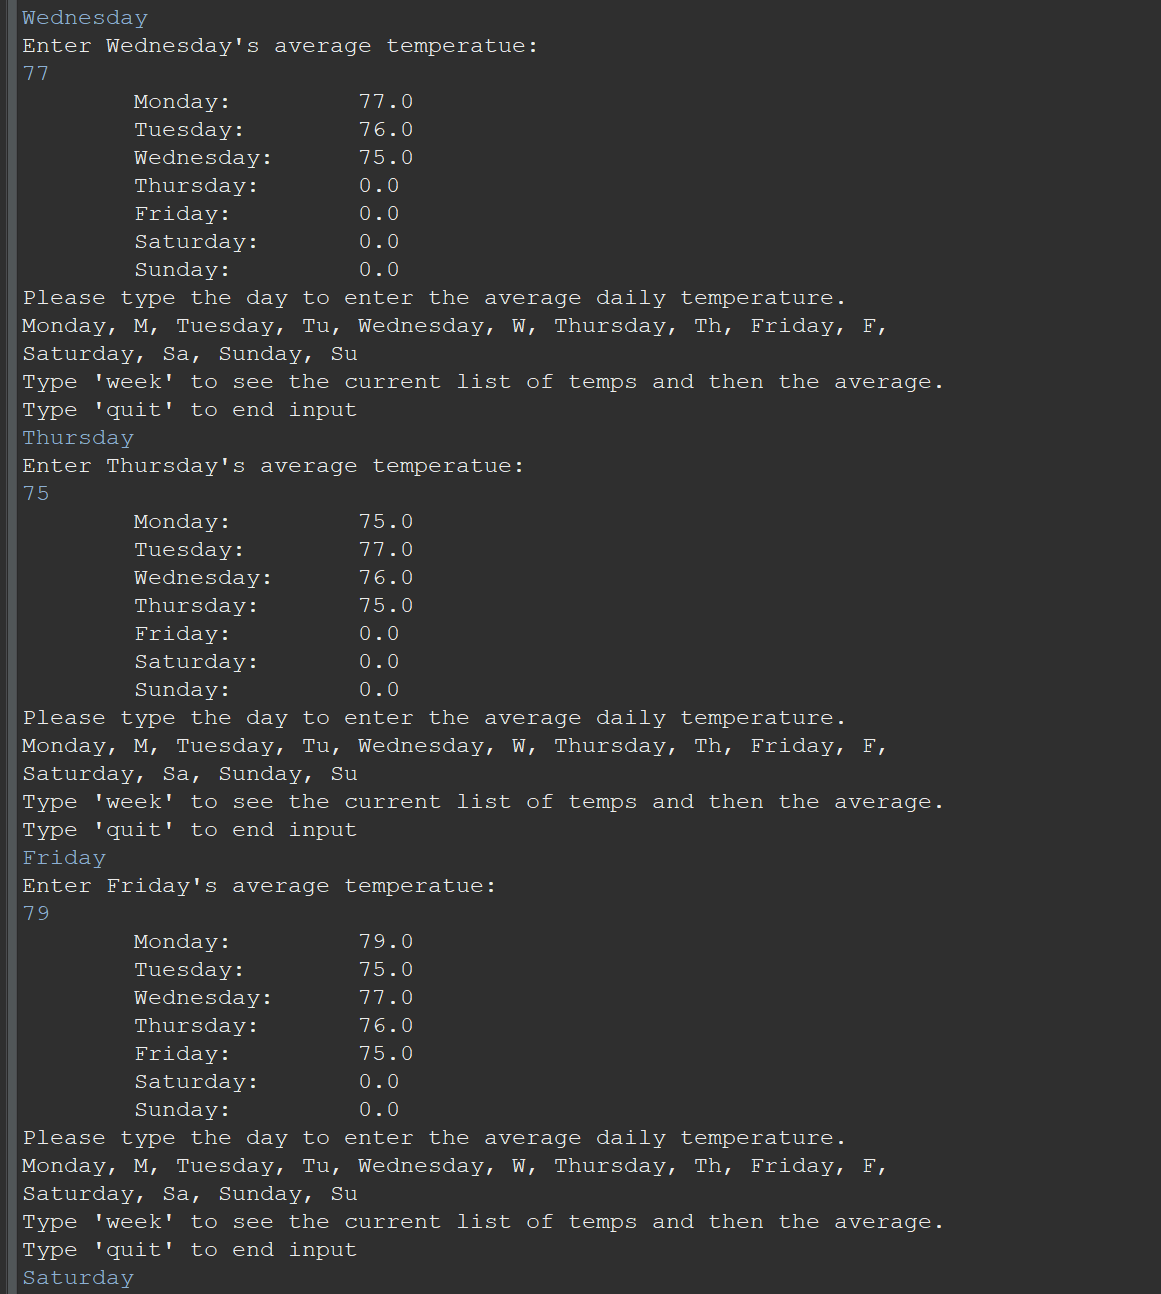 Wednesday
Enter Wednesday's average temperatue:
77
Monday: 77.0
Tuesday: 76.0
Wednesday: 75.0
Thursday: 0.0
Friday: 0.0
Saturday: 0.0
Sunday: 0.0
Please type the day to enter the average daily temperature.
Monday, M, Tuesday, Tu, Wednesday, W, Thursday, Th, Friday, F,
Saturday, Sa, Sunday, Su
Type 'week' to see the current list of temps and then the average.
Type 'quit' to end input
Thursday
Enter Thursday's average temperatue:
75
Monday: 75.0
Tuesday: 77.0
Wednesday: 76.0
Thursday: 75.0
Friday: 0.0
Saturday: 0.0
Sunday: 0.0
Please type the day to enter the average daily temperature.
Monday, M, Tuesday, Tu, Wednesday, W, Thursday, Th, Friday, F,
Saturday, Sa, Sunday, Su
Type 'week' to see the current list of temps and then the average.
Type 'quit' to end input
Friday
Enter Friday's average temperatue:
79
Monday: 79.0
Tuesday: 75.0
Wednesday: 77.0
Thursday: 76.0
Friday: 75.0
Saturday: 0.0
Sunday: 0.0
Please type the day to enter the average daily temperature.
Monday, M, Tuesday, Tu, Wednesday, W, Thursday, Th, Friday, F,
Saturday, Sa, Sunday, Su
Type 'week' to see the current list of temps and then the average.
Type 'quit' to end input
Saturday